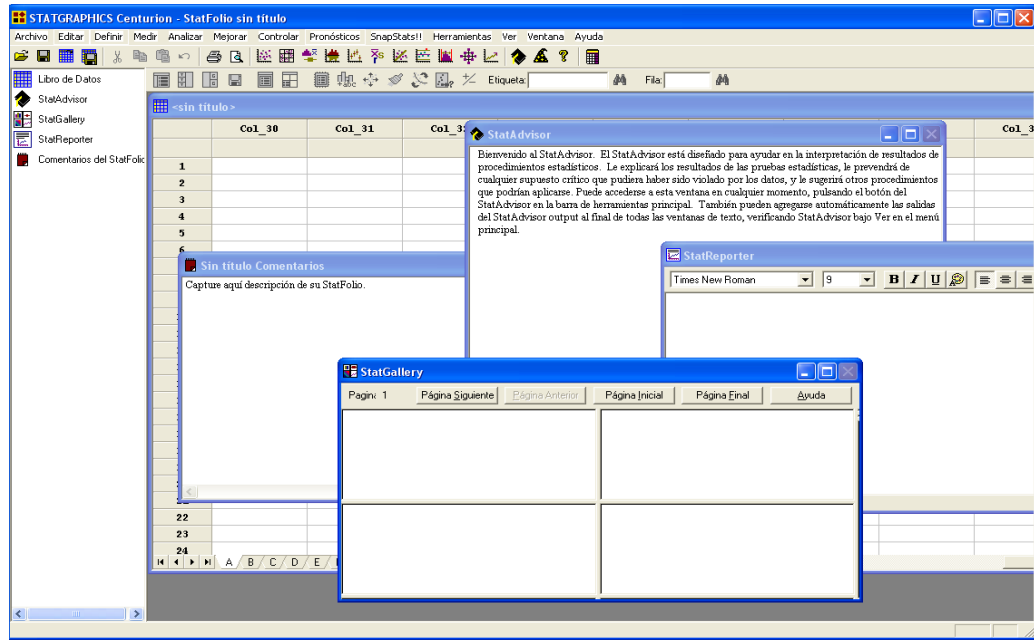 STATGRAPHICS Centurion - StatFolio sin título
Archivo Editar Definir Medir Analizar Mejorar Controlar Pronósticos SnapStats!! Herramientas Ver Ventana Ayuda
Etiqueta: Fila:
Libro de Datos
StatAdvisor
StatGallery
StatReporter
Comentarios del StatFolio
<sin título>
Col_30 Col_31 Col_3 Col_3
1
2
3
4
5
6
22
23
24
A B C D E
StatAdvisor
Bienvenido al StatAdvisor. El StatAdvisor está diseñado para ayudar en la interpretación de resultados de
procedimientos estadísticos. Le explicará los resultados de las pruebas estadísticas, le prevendrá de
cualquier supuesto crítico que pudiera haber sido violado por los datos, y le sugerirá otros procedimientos
que podrían aplicarse. Puede accederse a esta ventana en cualquier momento, pulsando el botón del
StatAdvisor en la barra de herramientas principal. También pueden agregarse automáticamente las salidas
del StatAdvisor output al final de todas las ventanas de texto, verificando StatAdvisor bajo Ver en el menú
principal.
Sin título Comentarios
Capture aquí descripción de su StatFolio.
StatReporter
Times New Roman 9 B I U
StatGallery
Pagina 1 Página Siguiente Página Anterior Página Inicial Página Final Ayuda